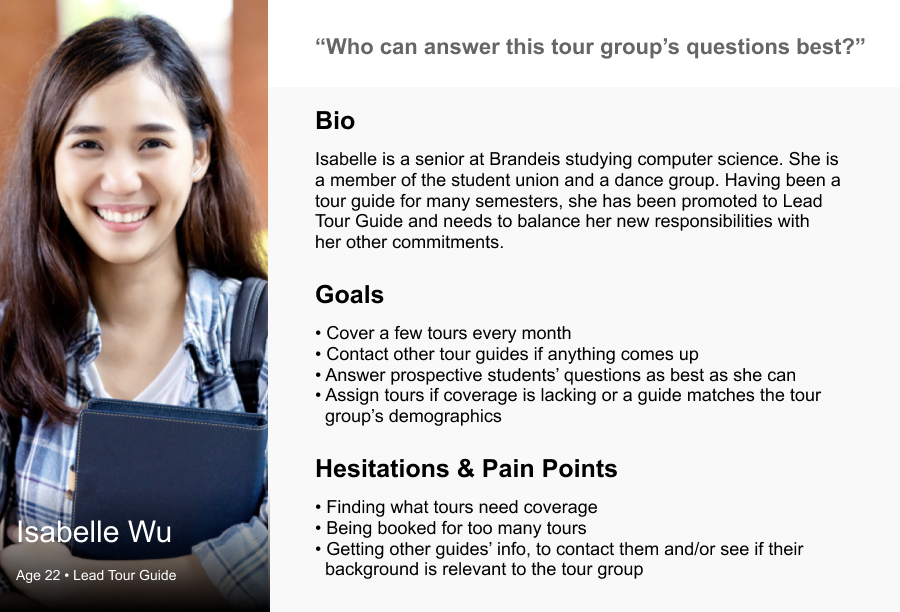 “Who can answer this tour group’s questions best?”
Bio
Isabelle is a senior at Brandeis studying computer science. She is
a member of the student union and a dance group. Having been a
tour guide for many semesters, she has been promoted to Lead
Tour Guide and needs to balance her new responsibilities with
her other commitments.
Goals
• Cover a few tours every month
• Contact other tour guides if anything comes up
• Answer prospective students’ questions as best as she can
• Assign tours if coverage is lacking or a guide matches the tour
group’s demographics
Hesitations & Pain Points
• Finding what tours need coverage
• Being booked for too many tours
• Getting other guides’ info, to contact them and/or see if their
background is relevant to the tour group
Isabelle Wu
Age 22 • Lead Tour Guide